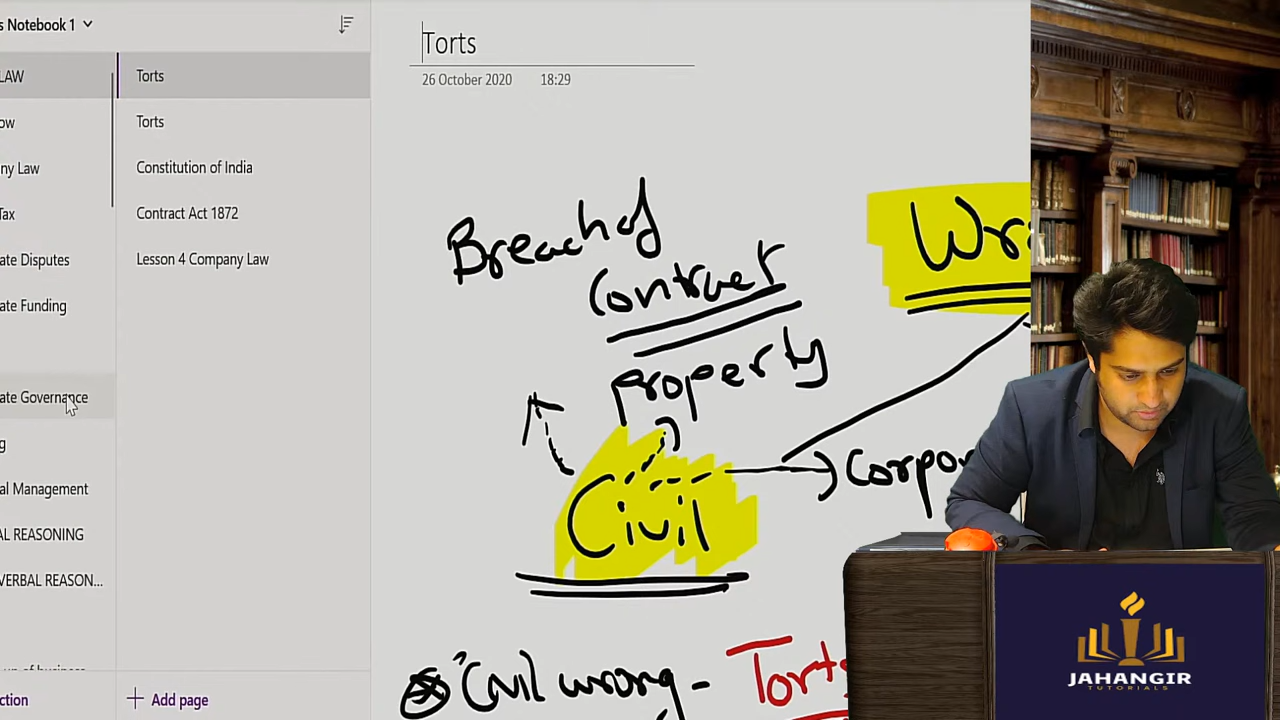 s Notebook 1
LAW
ow
ny Law
Tax
ate Disputes
ate Funding
ate Governance
g
al Management
AL REASONING
VERBAL REASON...
ction
Torts
Torts
Constitution of India
Contract Act 1872
Lesson 4 Company Law
Add page
Torts
26 October 2020 18:29
Breach of
Contract
property
Wr
Civil
Corpor
Civil wrong - Torts
JAHANGIR
TUTORIALS